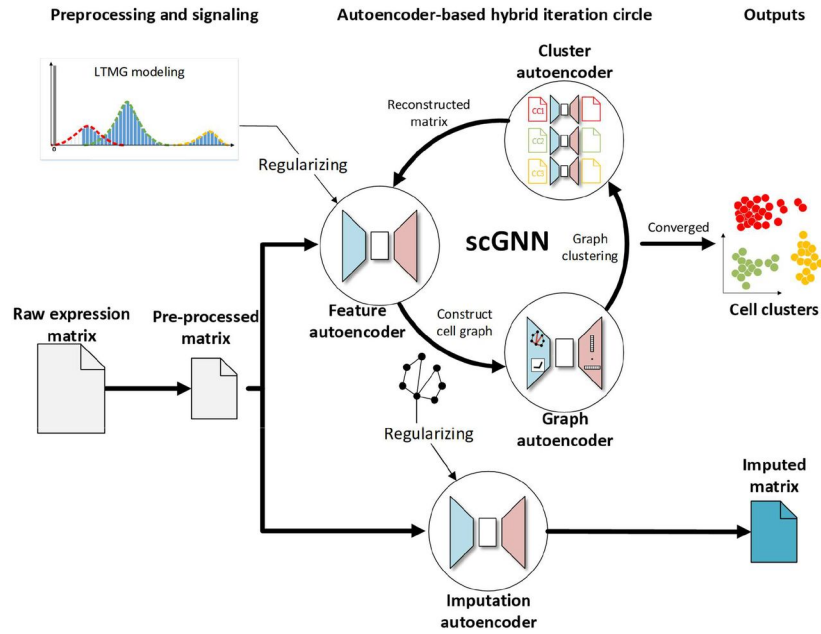 Preprocessing and signaling
Autoencoder-based hybrid iteration circle
Outputs
LTMG modeling
0
Regularizing
Cluster
autoencoder
CC1
CC2
CC3
Reconstructed
matrix
scGNN
Graph
clustering
Converged
Cell clusters
Feature
autoencoder
Construct
cell graph
Raw expression
matrix
Pre-processed
matrix
Graph
autoencoder
Regularizing
Imputed
matrix
Imputation
autoencoder